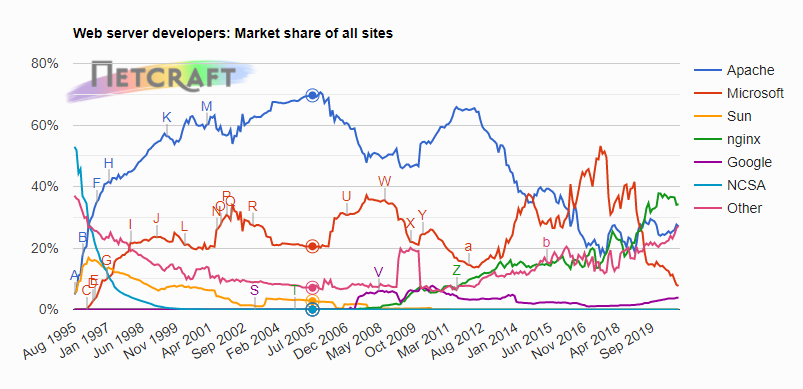 Web server developers: Market share of all sites
80%
NETCRAFT
60%
40%
20%
0%
A
B
C
E
F
G
H
I
J
K
L
M
N
O
P
Q
R
S
T
U
V
W
X
Y
Z
a
b
Aug 1995
Jan 1997
Jun 1998
Nov 1999
Apr 2001
Sep 2002
Feb 2004
Jul 2005
Dec 2006
May 2008
Oct 2009
Mar 2011
Aug 2012
Jan 2014
Jun 2015
Nov 2016
Apr 2018
Sep 2019
Apache
Microsoft
Sun
nginx
Google
NCSA
Other